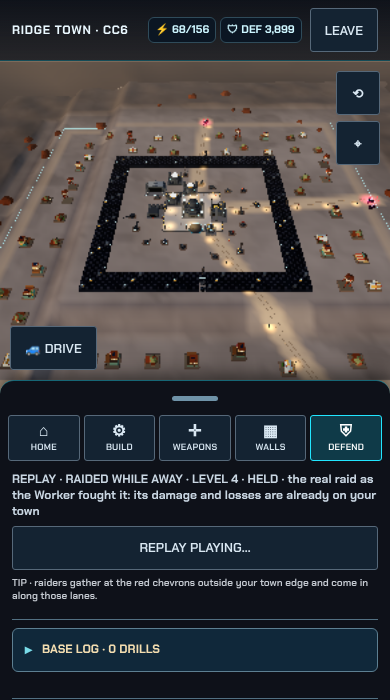 RIDGE TOWN · CC6
⚡ 68/156
🛡 DEF 3,899
LEAVE
🚙 DRIVE
HOME
BUILD
WEAPONS
WALLS
DEFEND
REPLAY · RAIDED WHILE AWAY · LEVEL 4 · HELD · the real raid as
the Worker fought it: its damage and losses are already on your
town
REPLAY PLAYING...
TIP · raiders gather at the red chevrons outside your town edge and come in
along those lanes.
▶ BASE LOG · 0 DRILLS